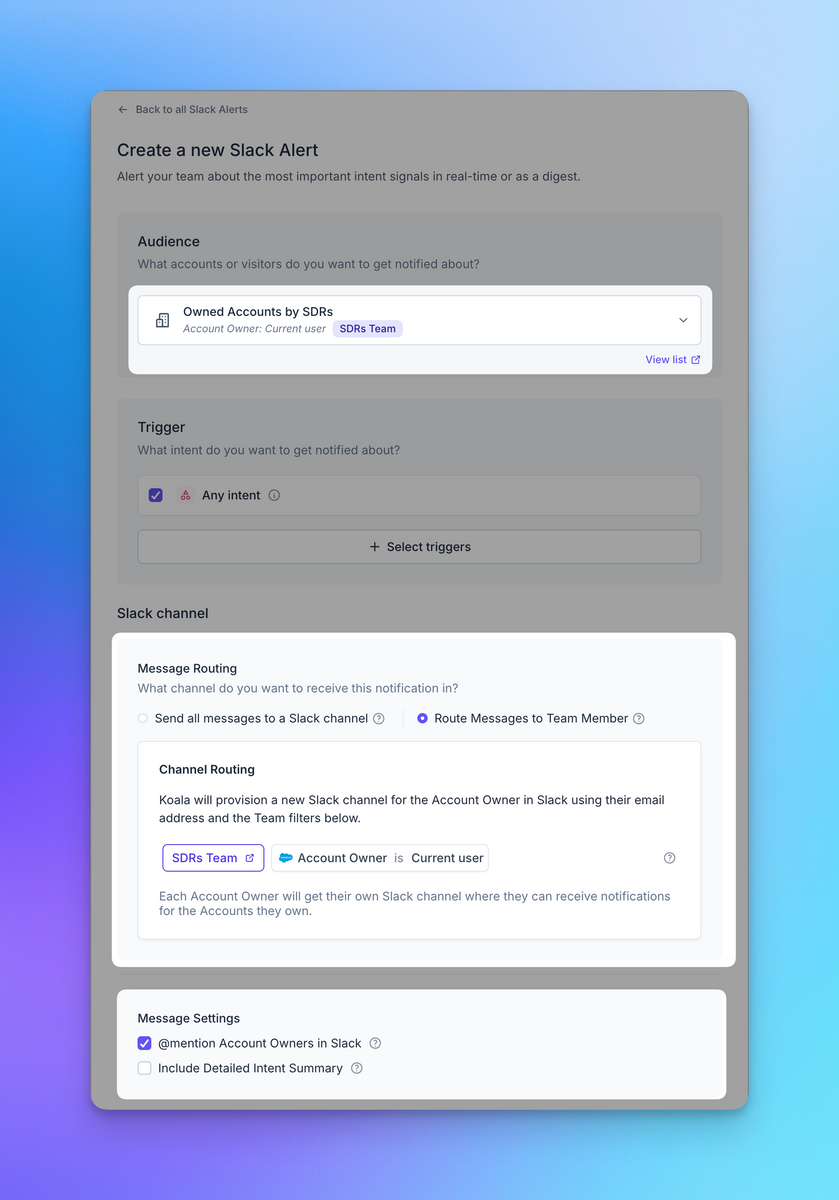 Back to all Slack Alerts
Create a new Slack Alert
Alert your team about the most important intent signals in real-time or as a digest.
Audience
What accounts or visitors do you want to get notified about?
Owned Accounts by SDRs
Account Owner: Current user SDRs Team
View list
Trigger
What intent do you want to get notified about?
Any intent
+ Select triggers
Slack channel
Message Routing
What channel do you want to receive this notification in?
Send all messages to a Slack channel Route Messages to Team Member
Channel Routing
Koala will provision a new Slack channel for the Account Owner in Slack using their email
address and the Team filters below.
SDRs Team Account Owner is Current user
Each Account Owner will get their own Slack channel where they can receive notifications
for the Accounts they own.
Message Settings
@mention Account Owners in Slack
Include Detailed Intent Summary